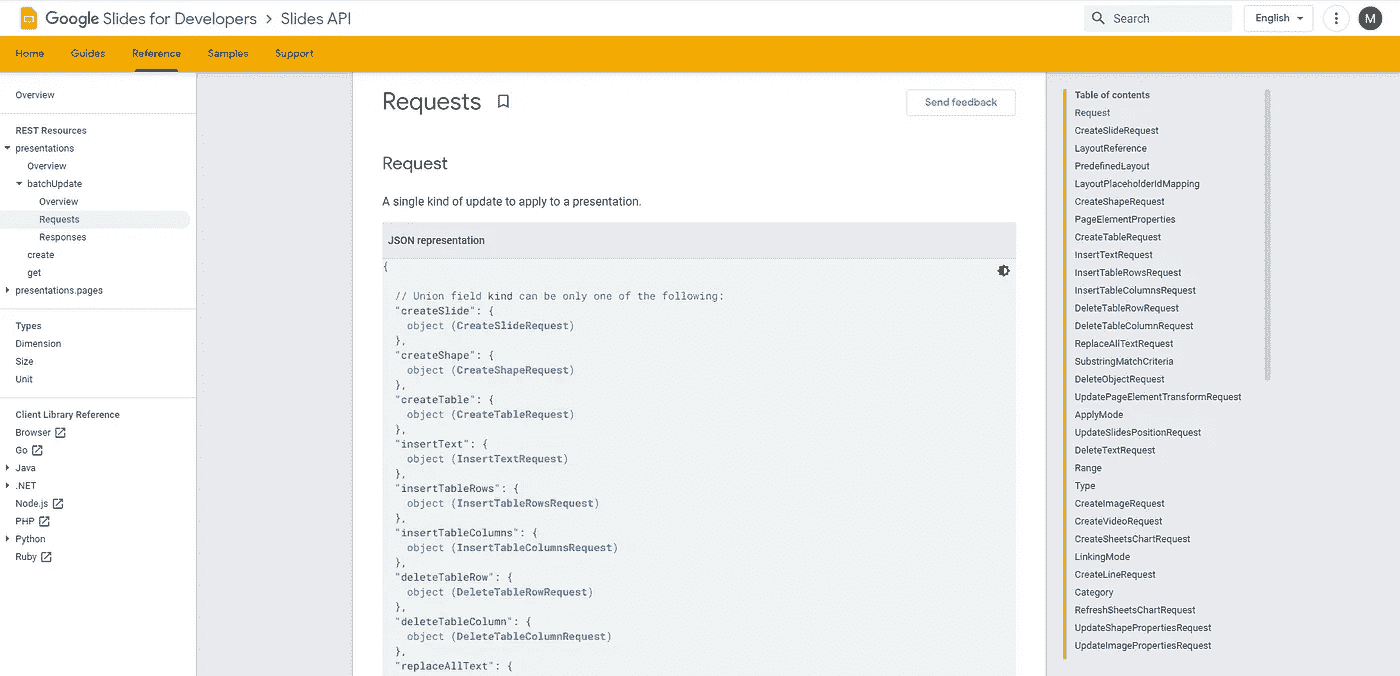 Google Slides for Developers > Slides API
Search
English
M
Home
Guides
Reference
Samples
Support
Overview
REST Resources
presentations
Overview
batchUpdate
Overview
Requests
Responses
create
get
presentations.pages
Types
Dimension
Size
Unit
Client Library Reference
Browser
Go
Java
.NET
Node.js
PHP
Python
Ruby
Requests
Send feedback
Request
A single kind of update to apply to a presentation.
JSON representation
{
// Union field kind can be only one of the following:
"createSlide": {
object (CreateSlideRequest)
},
"createShape": {
object (CreateShapeRequest)
},
"createTable": {
object (CreateTableRequest)
},
"insertText": {
object (InsertTextRequest)
},
"insertTableRows": {
object (InsertTableRowsRequest)
},
"insertTableColumns": {
object (InsertTableColumnsRequest)
},
"deleteTableRow": {
object (DeleteTableRowRequest)
},
"deleteTableColumn": {
object (DeleteTableColumnRequest)
},
"replaceAllText": {
Table of contents
Request
CreateSlideRequest
LayoutReference
PredefinedLayout
LayoutPlaceholderIdMapping
CreateShapeRequest
PageElementProperties
CreateTableRequest
InsertTextRequest
InsertTableRowsRequest
InsertTableColumnsRequest
DeleteTableRowRequest
DeleteTableColumnRequest
ReplaceAllTextRequest
SubstringMatchCriteria
DeleteObjectRequest
UpdatePageElementTransformRequest
ApplyMode
UpdateSlidesPositionRequest
DeleteTextRequest
Range
Type
CreateImageRequest
CreateVideoRequest
CreateSheetsChartRequest
LinkingMode
CreateLineRequest
Category
RefreshSheetsChartRequest
UpdateShapePropertiesRequest
UpdateImagePropertiesRequest